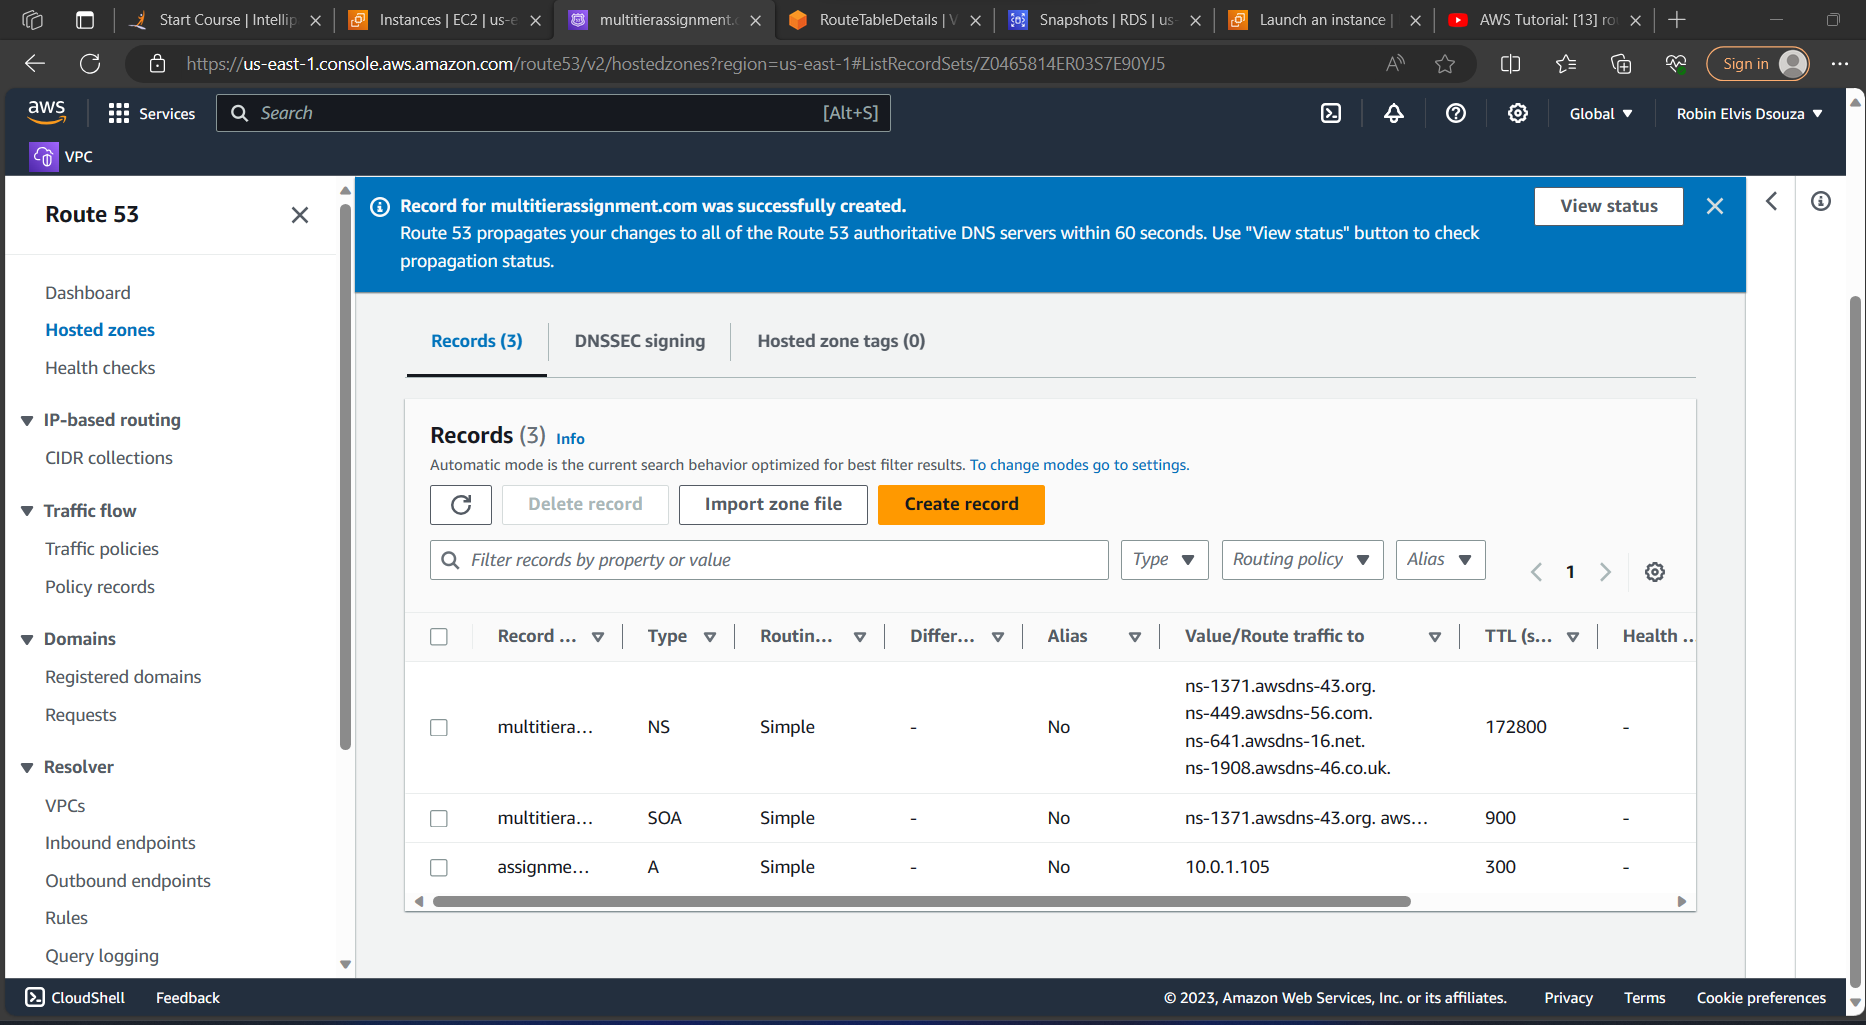 Start Course | Intellip
Instances | EC2 | us-e
multitierassignment.
RouteTableDetails | V
Snapshots | RDS | us-
Launch an instance |
AWS Tutorial: [13] ro
https://us-east-1.console.aws.amazon.com/route53/v2/hostedzones?region=us-east-1#ListRecordSets/Z0465814ER03S7E90YJ5
Sign in
aws
Services
Search
[Alt+S]
Global
Robin Elvis Dsouza
VPC
Route 53
Dashboard
Hosted zones
Health checks
IP-based routing
CIDR collections
Traffic flow
Traffic policies
Policy records
Domains
Registered domains
Requests
Resolver
VPCs
Inbound endpoints
Outbound endpoints
Rules
Query logging
Record for multitierassignment.com was successfully created.
Route 53 propagates your changes to all of the Route 53 authoritative DNS servers within 60 seconds. Use "View status" button to check
propagation status.
View status
Records (3)
DNSSEC signing
Hosted zone tags (0)
Records (3) Info
Automatic mode is the current search behavior optimized for best filter results. To change modes go to settings.
Delete record
Import zone file
Create record
Filter records by property or value
Type
Routing policy
Alias
1
Record ... Type Routin... Differ... Alias Value/Route traffic to TTL (s... Health ..
ns-1371.awsdns-43.org.
ns-449.awsdns-56.com.
multitiera... NS Simple - No 172800 -
ns-641.awsdns-16.net.
ns-1908.awsdns-46.co.uk.
multitiera... SOA Simple - No ns-1371.awsdns-43.org. aws... 900 -
assignme... A Simple - No 10.0.1.105 300 -
CloudShell
Feedback
© 2023, Amazon Web Services, Inc. or its affiliates.
Privacy
Terms
Cookie preferences